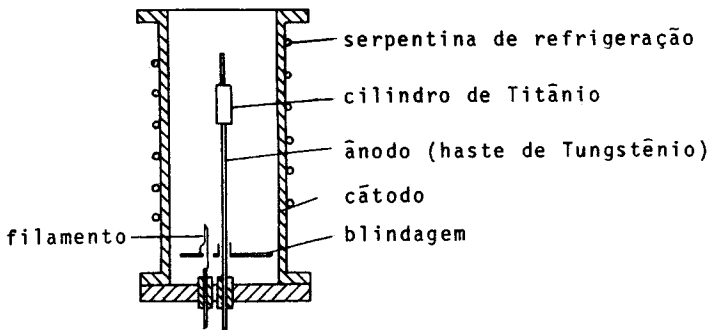 serpentina de refrigeração
cilindro de Titânio
ânodo (haste de Tungstênio)
cátodo
filamento
blindagem